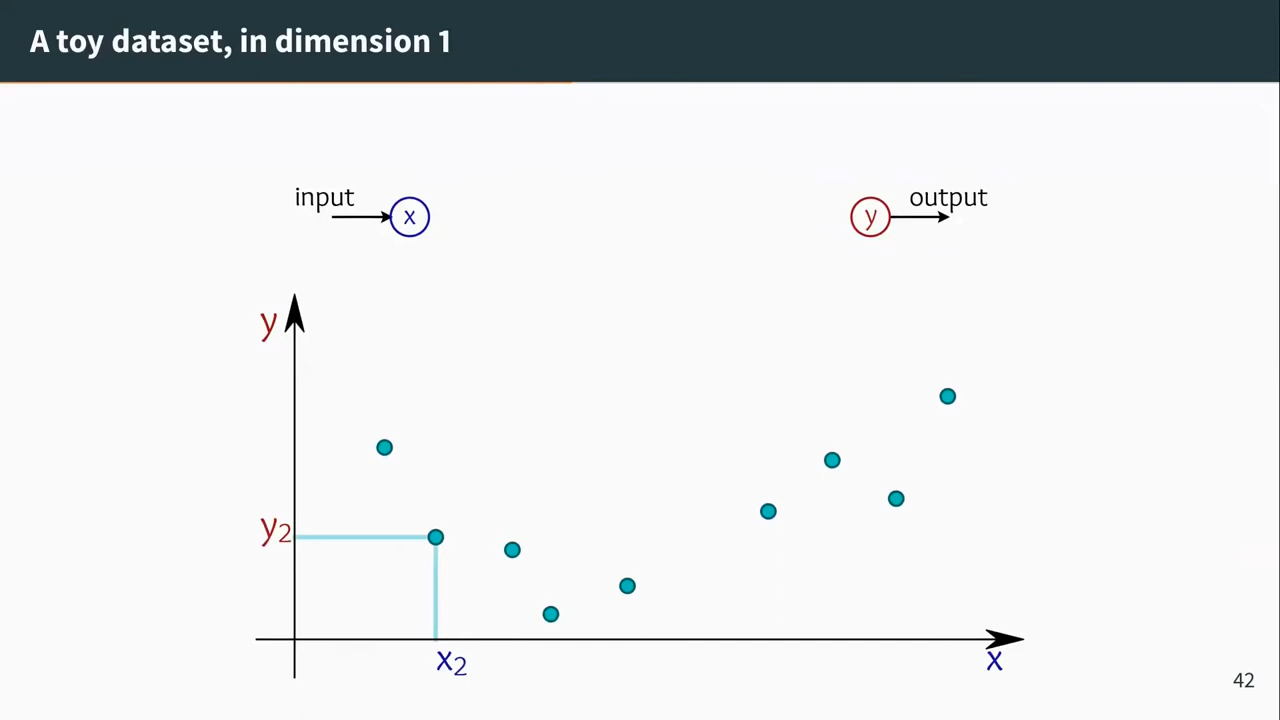 A toy dataset, in dimension 1
input
x
y
output
y
y₂
x₂
x
42